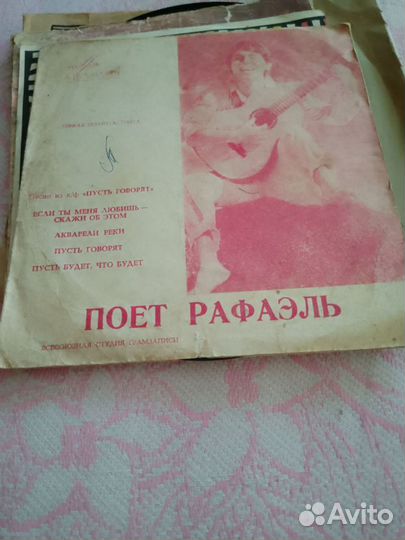 Песни из к/ф «ПУСТЬ ГОВОРЯТ»
ЕСЛИ ТЫ МЕНЯ ЛЮБИШЬ —
СКАЖИ ОБ ЭТОМ
АКВАРЕЛИ РЕКИ
ПУСТЬ ГОВОРЯТ
ПУСТЬ БУДЕТ, ЧТО БУДЕТ
ПОЕТ РАФАЭЛЬ
ВСЕСОЮЗНАЯ СТУДИЯ ГРАМЗАПИСИ
Avito